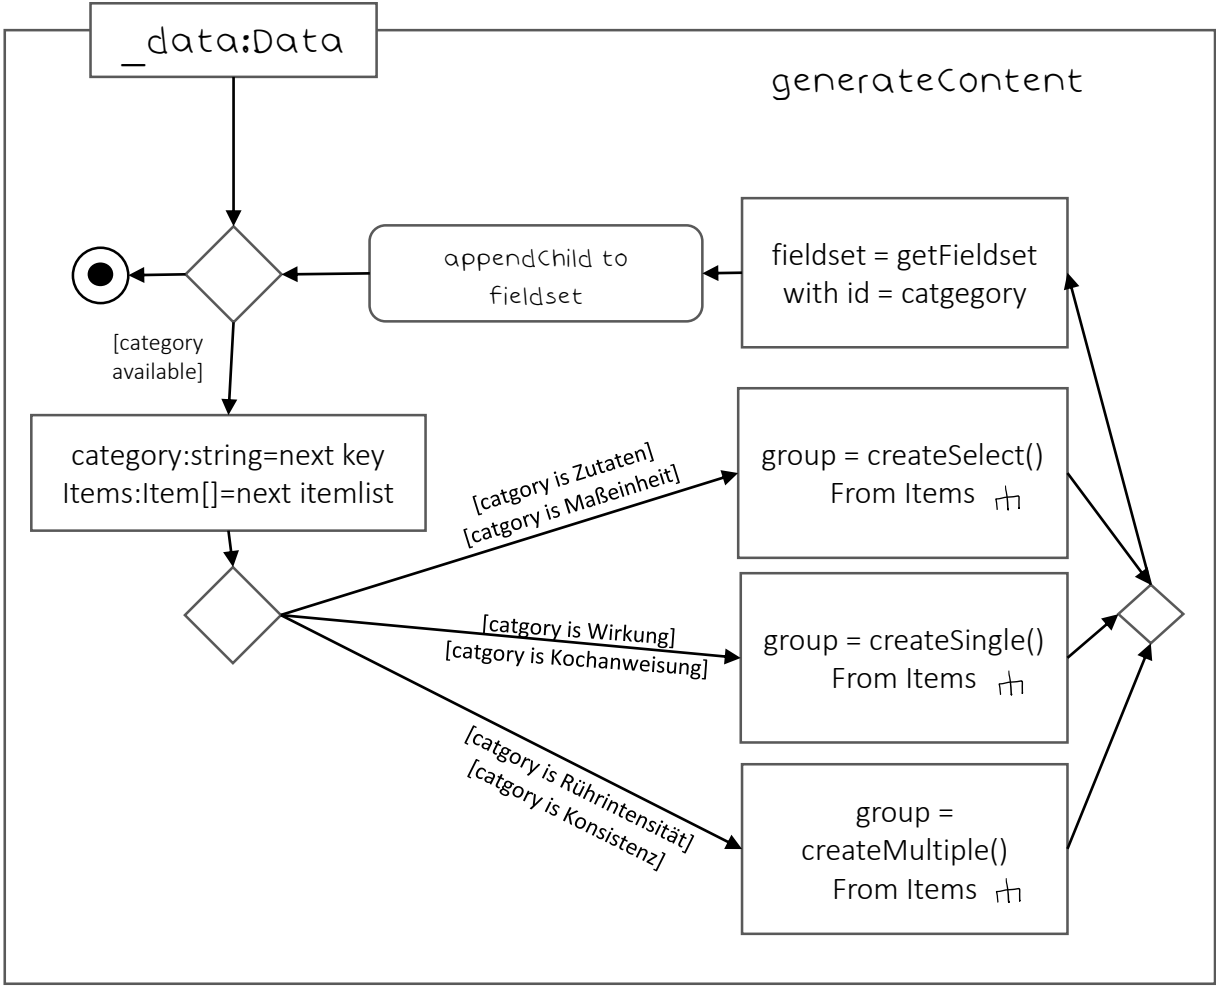 _data:Data
generateContent
appendChild to
fieldset
fieldset = getFieldset
with id = catgegory
[category
available]
category:string=next key
Items:Item[]=next itemlist
[catgory is Zutaten]
[catgory is Maßeinheit]
group = createSelect()
From Items
[catgory is Wirkung]
[catgory is Kochanweisung]
group = createSingle()
From Items
[catgory is Rührintensität]
[catgory is Konsistenz]
group =
createMultiple()
From Items